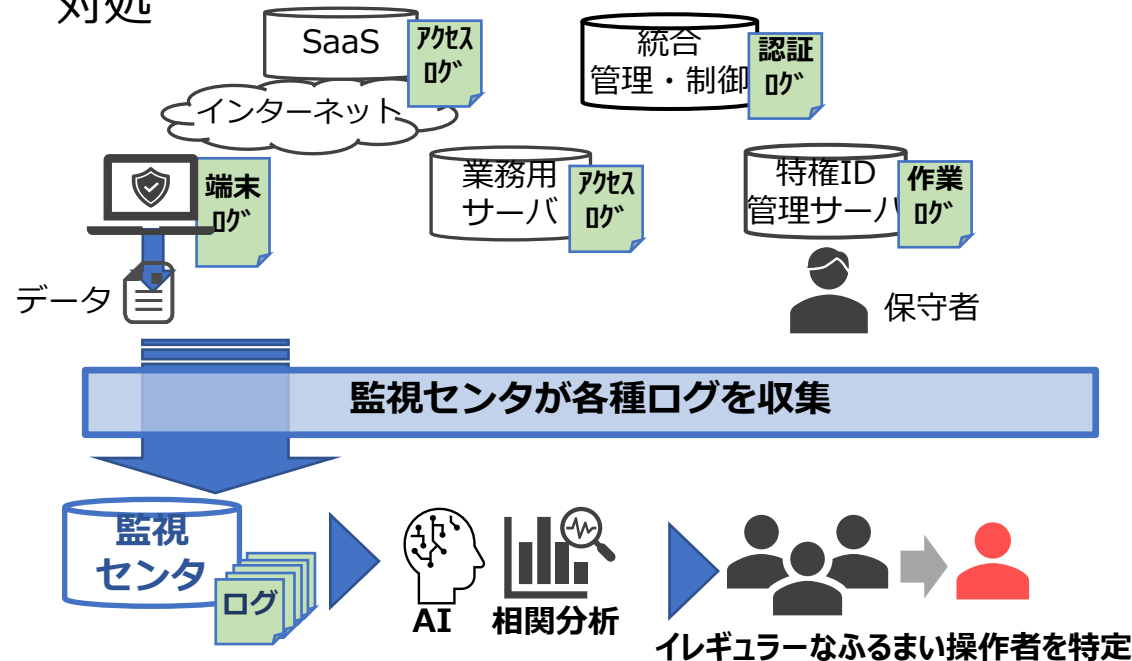 対処
SaaS
ｱｸｾｽ
ﾛｸﾞ
統合
管理・制御
認証
ﾛｸﾞ
インターネット
端末
ﾛｸﾞ
業務用
サーバ
ｱｸｾｽ
ﾛｸﾞ
特権ID
管理サーバ
作業
ﾛｸﾞ
データ
保守者
監視センタが各種ログを収集
監視
センタ
ログ
AI
相関分析
イレギュラーなふるまい操作者を特定